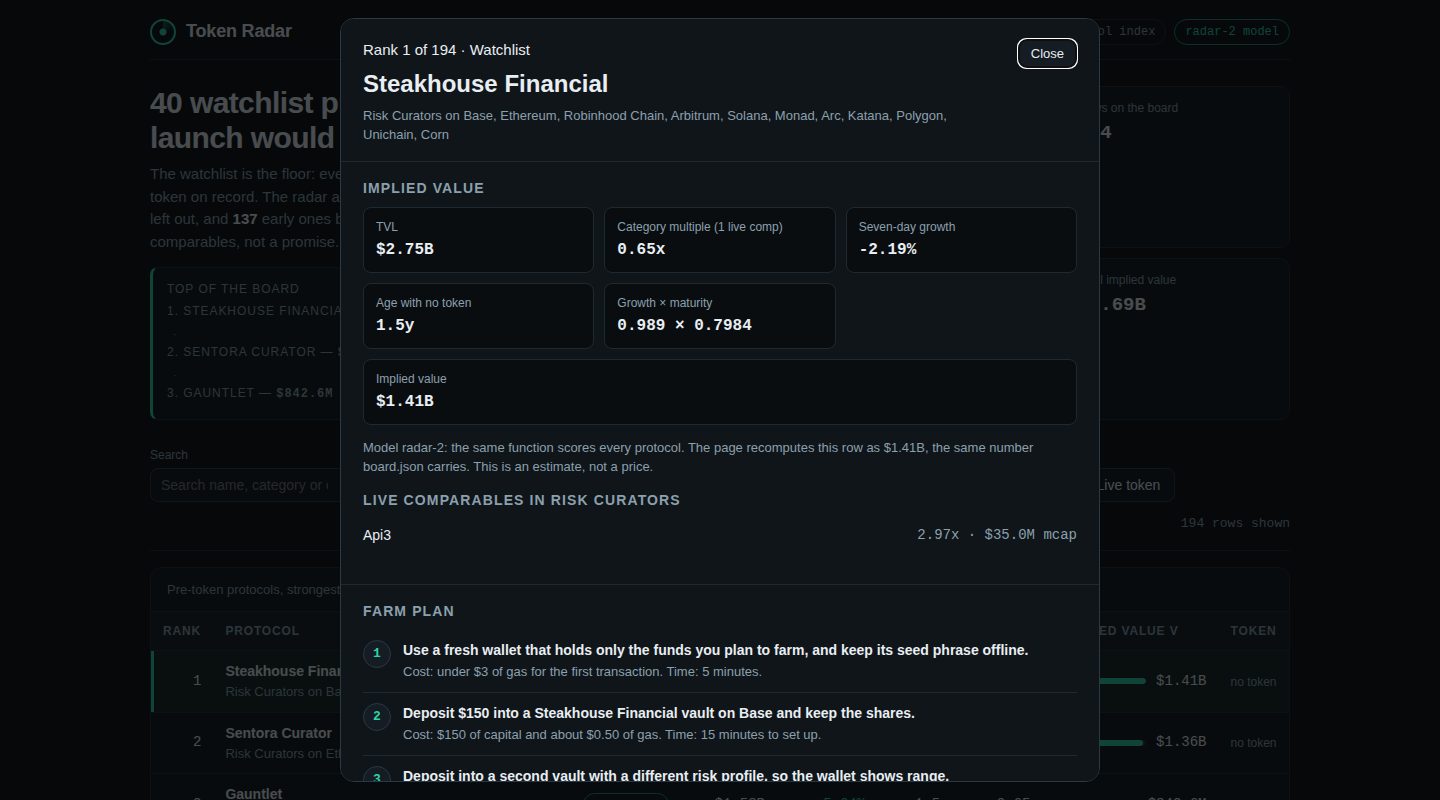 Token Radar
ol index
radar-2 model
40 watchlist p
launch would
The watchlist is the floor: eve
token on record. The radar a
left out, and 137 early ones b
comparables, not a promise.
TOP OF THE BOARD
1. STEAKHOUSE FINANCIA
2. SENTORA CURATOR — $
3. GAUNTLET — $842.6M
on the board
4
implied value
.69B
Search
Search name, category or
Live token
194 rows shown
Pre-token protocols, strongest
RANK PROTOCOL ED VALUE V TOKEN
1 Steakhouse Finan $1.41B no token
Risk Curators on Ba
2 Sentora Curator $1.36B no token
Risk Curators on Et
Gauntlet
Rank 1 of 194 · Watchlist
Close
Steakhouse Financial
Risk Curators on Base, Ethereum, Robinhood Chain, Arbitrum, Solana, Monad, Arc, Katana, Polygon,
Unichain, Corn
IMPLIED VALUE
TVL
$2.75B
Category multiple (1 live comp)
0.65x
Seven-day growth
-2.19%
Age with no token
1.5y
Growth × maturity
0.989 × 0.7984
Implied value
$1.41B
Model radar-2: the same function scores every protocol. The page recomputes this row as $1.41B, the same number
board.json carries. This is an estimate, not a price.
LIVE COMPARABLES IN RISK CURATORS
Api3 2.97x · $35.0M mcap
FARM PLAN
1 Use a fresh wallet that holds only the funds you plan to farm, and keep its seed phrase offline.
Cost: under $3 of gas for the first transaction. Time: 5 minutes.
2 Deposit $150 into a Steakhouse Financial vault on Base and keep the shares.
Cost: $150 of capital and about $0.50 of gas. Time: 15 minutes to set up.
3 Deposit into a second vault with a different risk profile, so the wallet shows range.